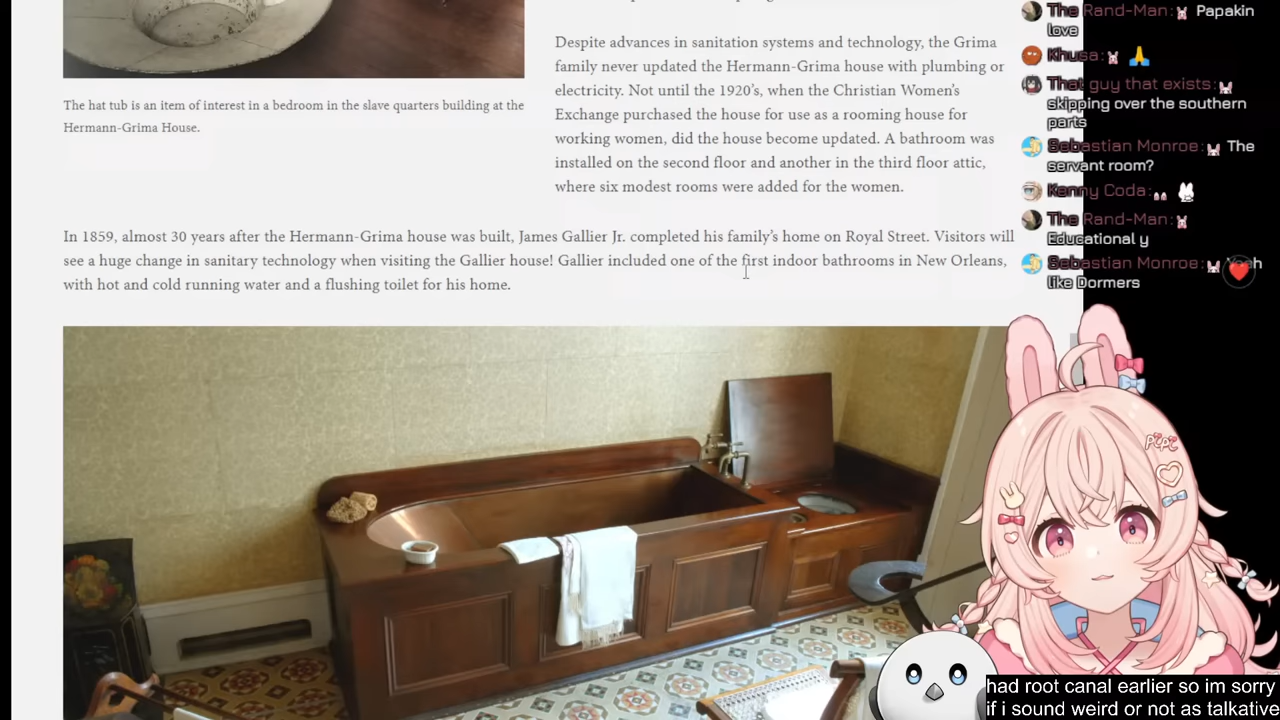 The hat tub is an item of interest in a bedroom in the slave quarters building at the
Hermann-Grima House.
Despite advances in sanitation systems and technology, the Grima
family never updated the Hermann-Grima house with plumbing or
electricity. Not until the 1920's, when the Christian Women's
Exchange purchased the house for use as a rooming house for
working women, did the house become updated. A bathroom was
installed on the second floor and another in the third floor attic,
where six modest rooms were added for the women.
In 1859, almost 30 years after the Hermann-Grima house was built, James Gallier Jr. completed his family's home on Royal Street. Visitors will
see a huge change in sanitary technology when visiting the Gallier house! Gallier included one of the first indoor bathrooms in New Orleans,
with hot and cold running water and a flushing toilet for his home.
The Rand-Man: Papakin
love
Khusa:
That guy that exists:
skipping over the southern
parts
Sebastian Monroe: The
servant room?
Kenny Coda:
The Rand-Man:
Educational y
Sebastian Monroe: Yeah
like Dormers
Pipi
had root canal earlier so im sorry
if i sound weird or not as talkative